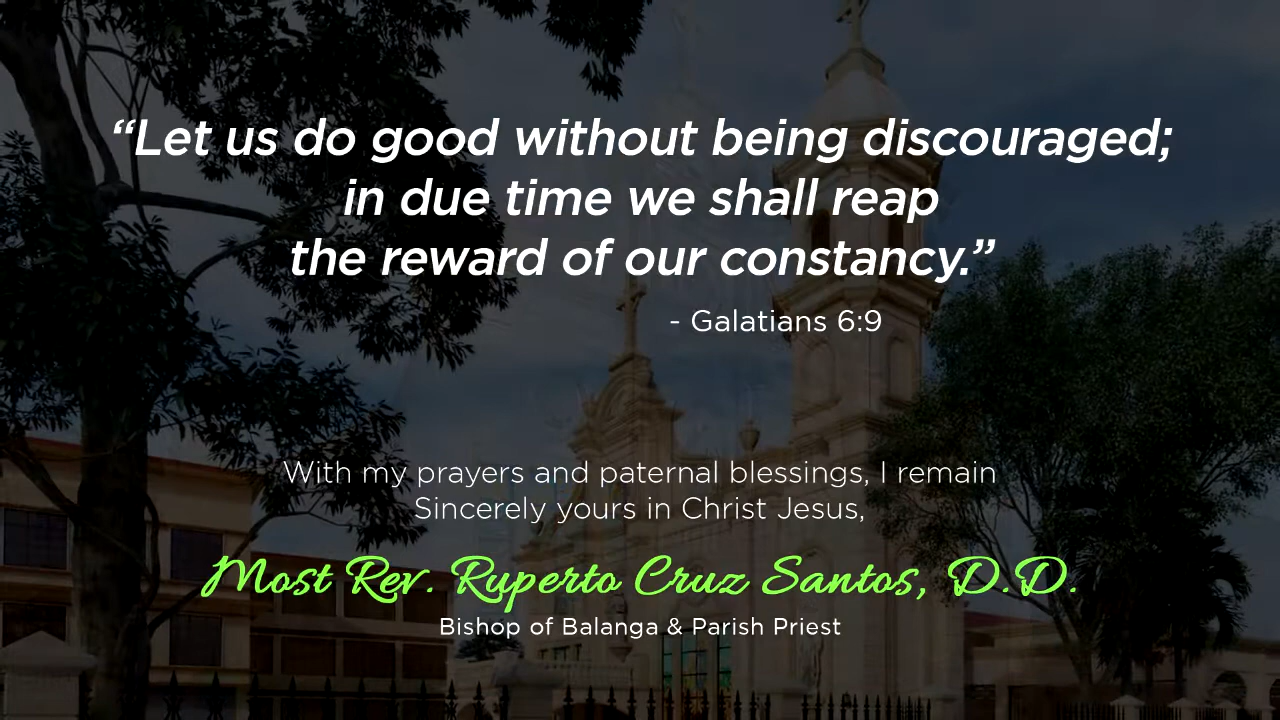 “Let us do good without being discouraged;
in due time we shall reap
the reward of our constancy.”
- Galatians 6:9
With my prayers and paternal blessings, I remain
Sincerely yours in Christ Jesus,
Most Rev. Ruperto Cruz Santos, D.D.
Bishop of Balanga & Parish Priest